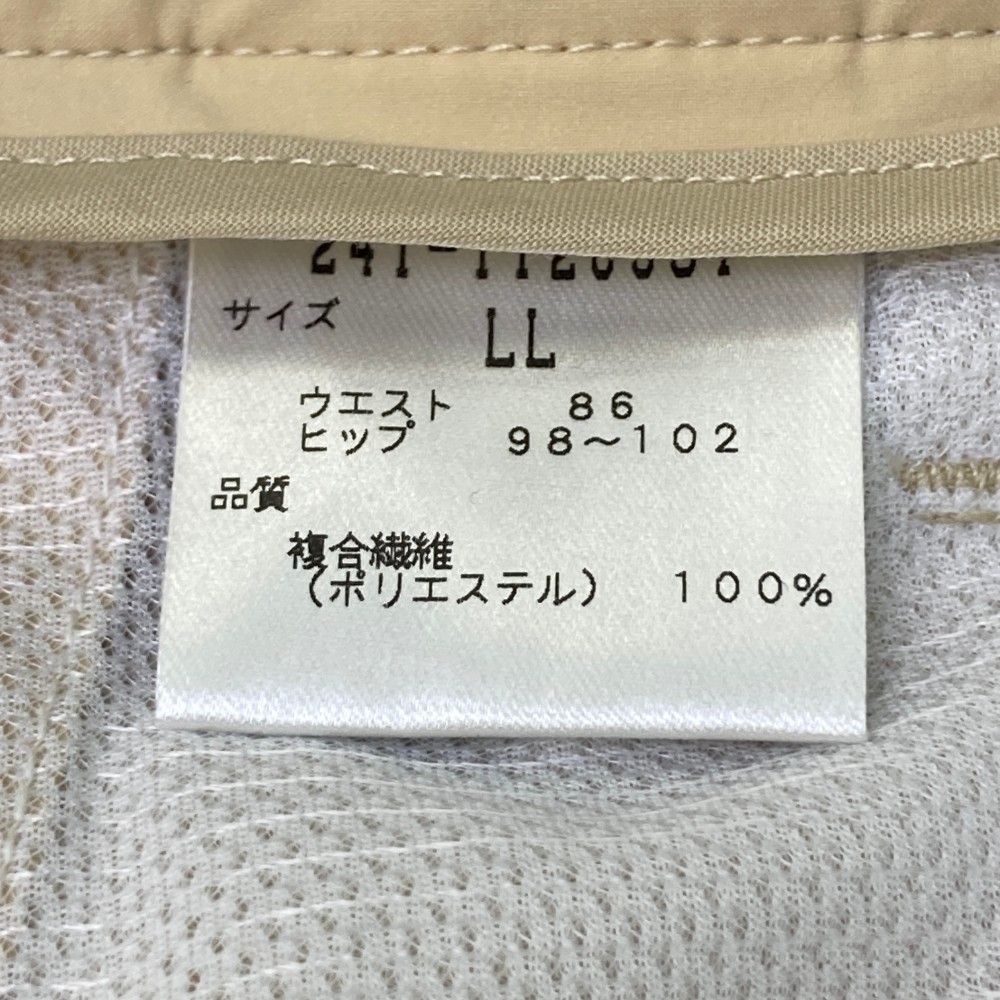 サイズ LL
ウエスト 86
ヒップ 98～102
品質
複合繊維
(ポリエステル) 100%